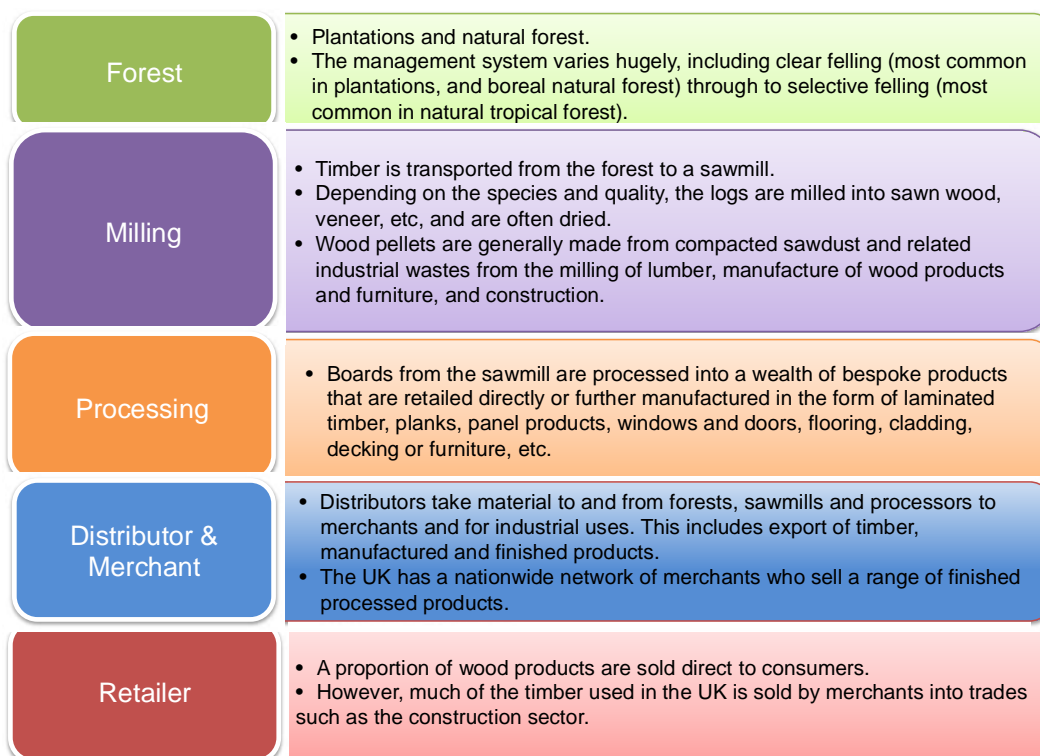 Forest
• Plantations and natural forest.
• The management system varies hugely, including clear felling (most common
in plantations, and boreal natural forest) through to selective felling (most
common in natural tropical forest).
Milling
• Timber is transported from the forest to a sawmill.
• Depending on the species and quality, the logs are milled into sawn wood,
veneer, etc, and are often dried.
• Wood pellets are generally made from compacted sawdust and related
industrial wastes from the milling of lumber, manufacture of wood products
and furniture, and construction.
Processing
• Boards from the sawmill are processed into a wealth of bespoke products
that are retailed directly or further manufactured in the form of laminated
timber, planks, panel products, windows and doors, flooring, cladding,
decking or furniture, etc.
Distributor &
Merchant
• Distributors take material to and from forests, sawmills and processors to
merchants and for industrial uses. This includes export of timber,
manufactured and finished products.
• The UK has a nationwide network of merchants who sell a range of finished
processed products.
Retailer
• A proportion of wood products are sold direct to consumers.
• However, much of the timber used in the UK is sold by merchants into trades
such as the construction sector.